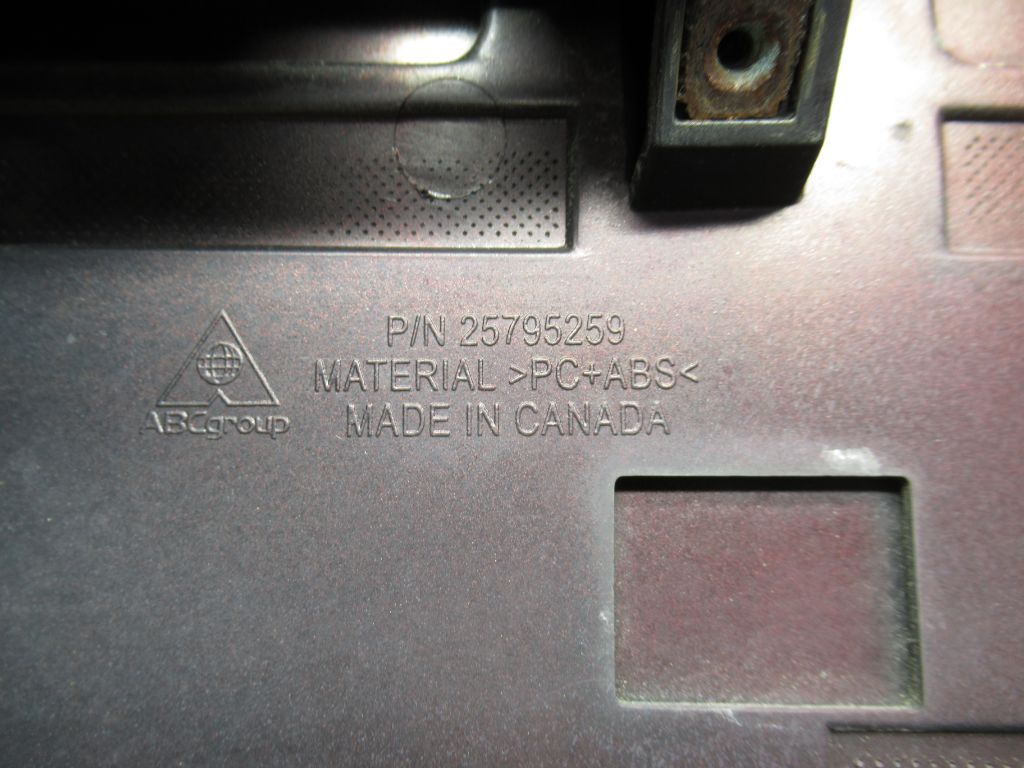 P/N 25795259
MATERIAL >PC+ABS<
MADE IN CANADA
ABCgroup